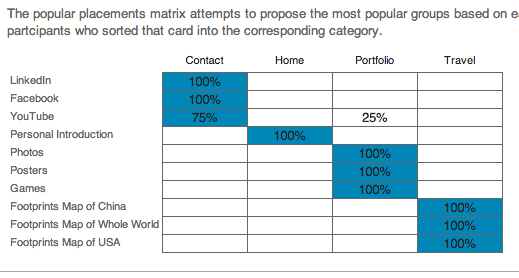 The popular placements matrix attempts to propose the most popular groups based on e
partcipants who sorted that card into the corresponding category.
Contact Home Portfolio Travel
LinkedIn 100%
Facebook 100%
YouTube 75% 25%
Personal Introduction 100%
Photos 100%
Posters 100%
Games 100%
Footprints Map of China 100%
Footprints Map of Whole World 100%
Footprints Map of USA 100%